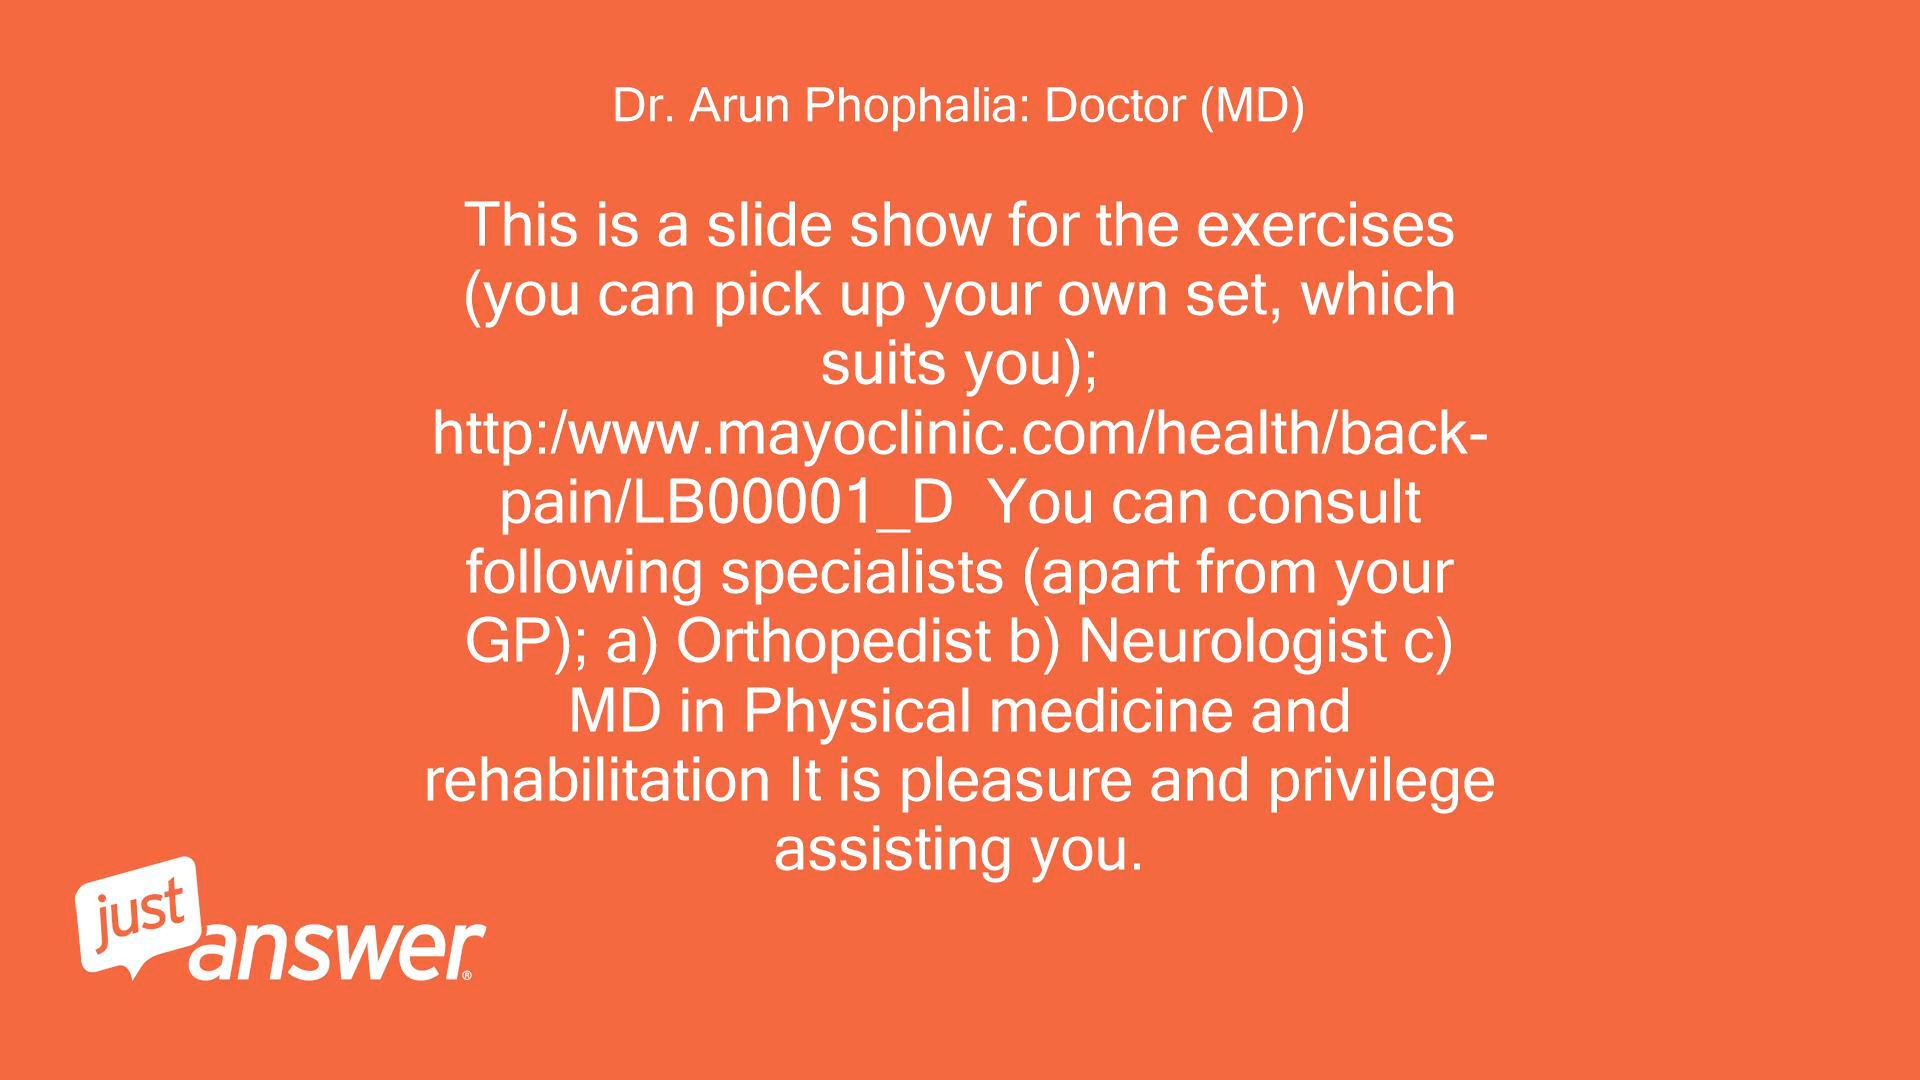 Dr. Arun Phophalia: Doctor (MD)
This is a slide show for the exercises
(you can pick up your own set, which
suits you);
http:/www.mayoclinic.com/health/back-
pain/LB00001_D  You can consult
following specialists (apart from your
GP); a) Orthopedist b) Neurologist c)
MD in Physical medicine and
rehabilitation It is pleasure and privilege
assisting you.
just
answer®